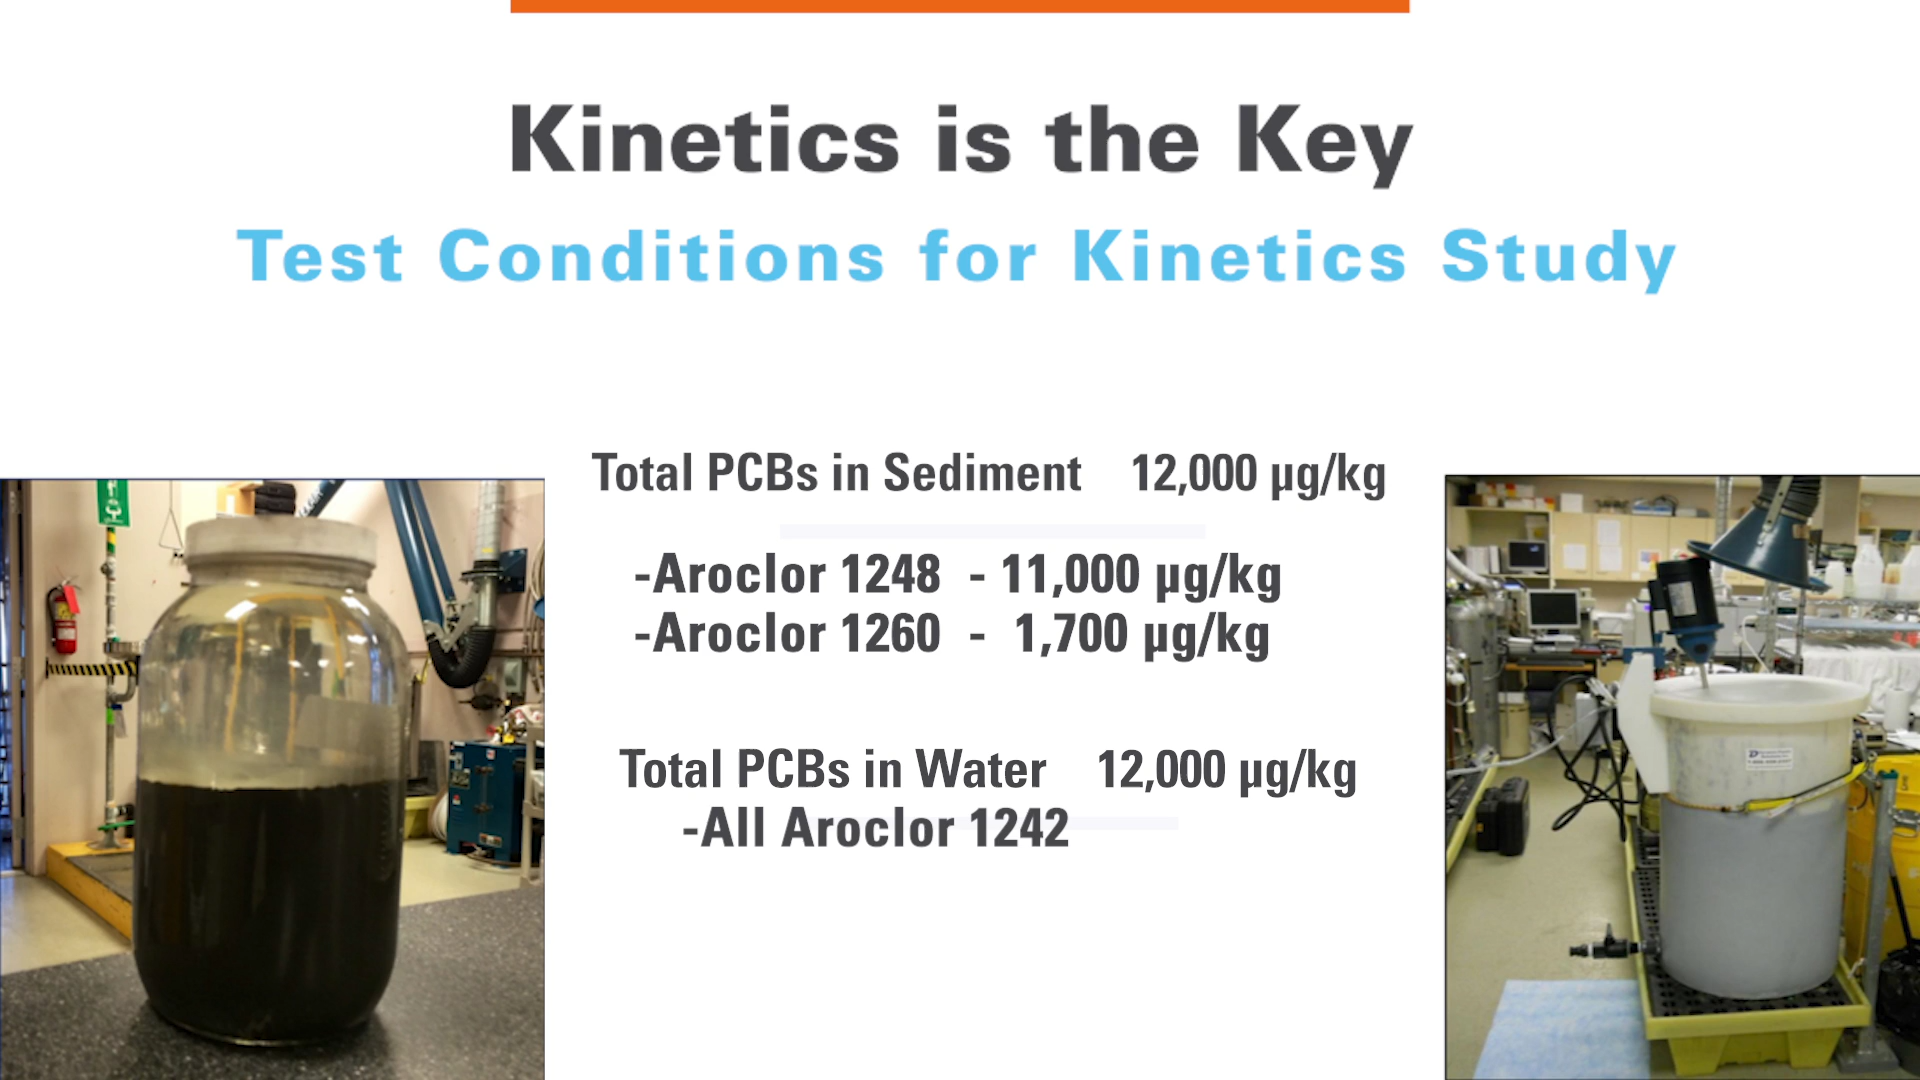 Kinetics is the Key
Test Conditions for Kinetics Study
Total PCBs in Sediment 12,000 µg/kg
-Aroclor 1248 - 11,000 µg/kg
-Aroclor 1260 - 1,700 µg/kg
Total PCBs in Water 12,000 µg/kg
-All Aroclor 1242